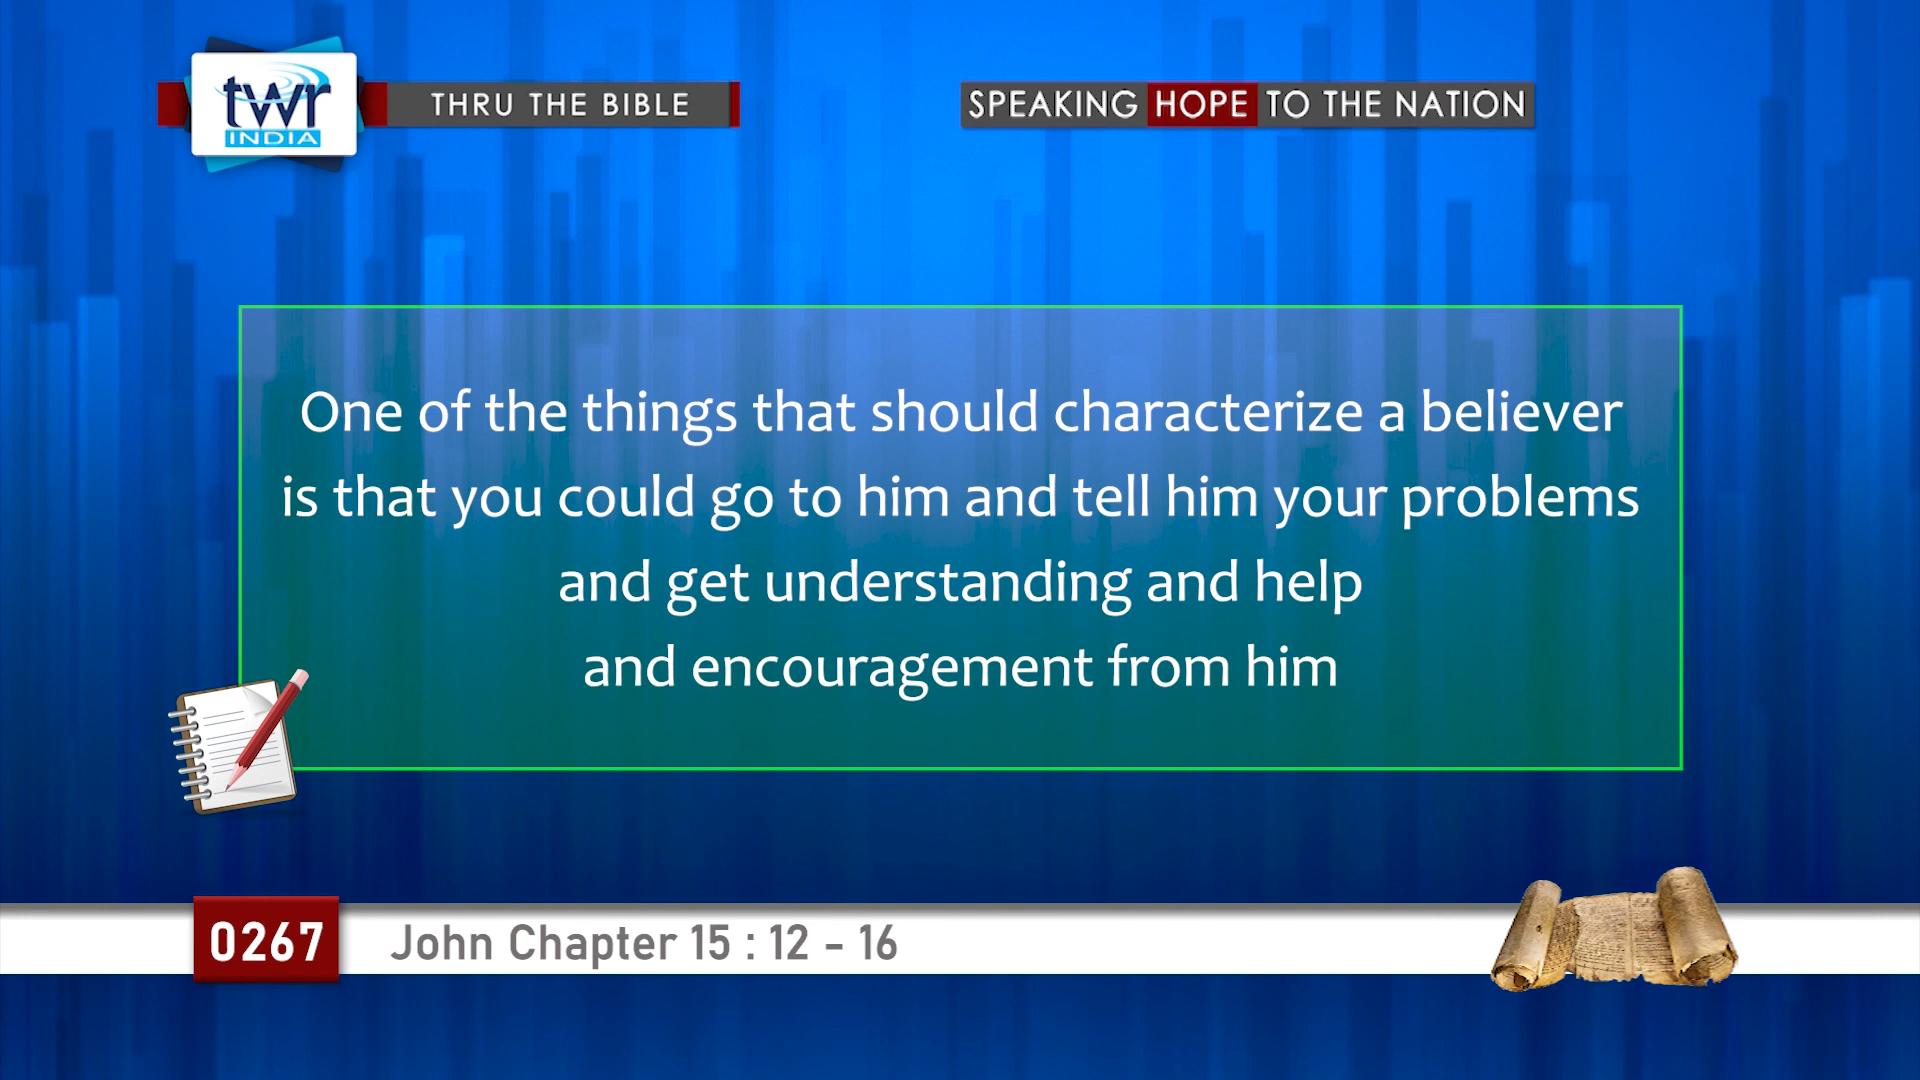 twr
INDIA
THRU THE BIBLE
SPEAKING HOPE TO THE NATION
One of the things that should characterize a believer
is that you could go to him and tell him your problems
and get understanding and help
and encouragement from him
0267
John Chapter 15 : 12 - 16